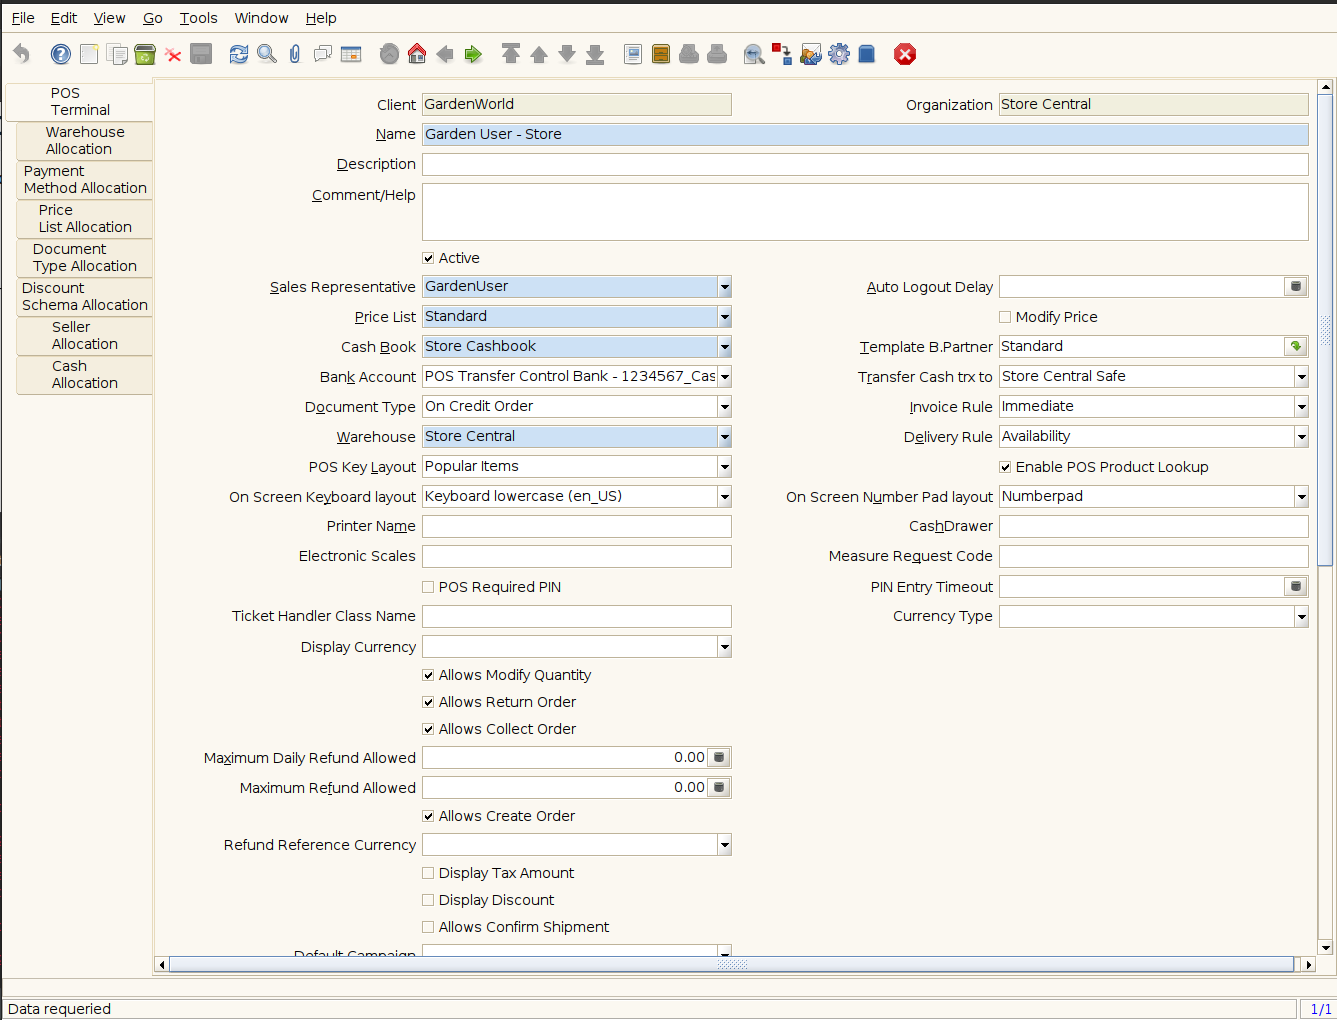 File Edit View Go Tools Window Help
POS
Terminal
Warehouse
Allocation
Payment
Method Allocation
Price
List Allocation
Document
Type Allocation
Discount
Schema Allocation
Seller
Allocation
Cash
Allocation
Client GardenWorld Organization Store Central
Name Garden User - Store
Description
Comment/Help
Active
Sales Representative GardenUser Auto Logout Delay
Price List Standard Modify Price
Cash Book Store Cashbook Template B.Partner Standard
Bank Account POS Transfer Control Bank - 1234567_Cas Transfer Cash trx to Store Central Safe
Document Type On Credit Order Invoice Rule Immediate
Warehouse Store Central Delivery Rule Availability
POS Key Layout Popular Items Enable POS Product Lookup
On Screen Keyboard layout Keyboard lowercase (en_US) On Screen Number Pad layout Numberpad
Printer Name CashDrawer
Electronic Scales Measure Request Code
POS Required PIN PIN Entry Timeout
Ticket Handler Class Name Currency Type
Display Currency
Allows Modify Quantity
Allows Return Order
Allows Collect Order
Maximum Daily Refund Allowed 0.00
Maximum Refund Allowed 0.00
Allows Create Order
Refund Reference Currency
Display Tax Amount
Display Discount
Allows Confirm Shipment
Default Campaign
Data requeried 1/1